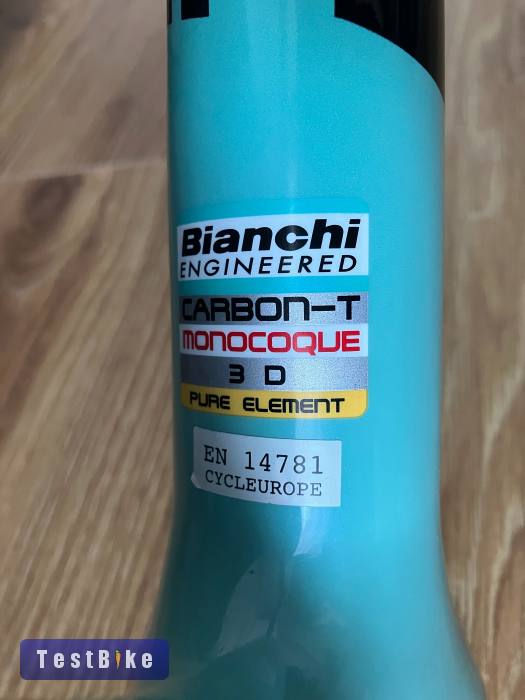 Bianchi
ENGINEERED
CARBON-T
MONOCOQUE
3 D
PURE ELEMENT
EN 14781
CYCLEUROPE
TestBike